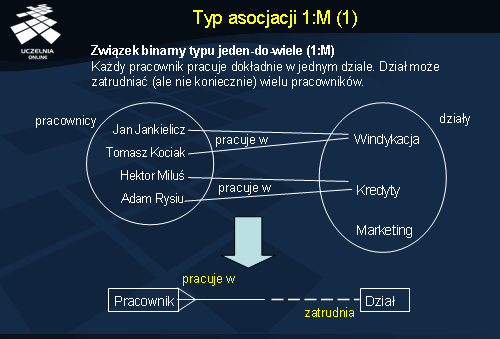 Typ asocjacji 1:M (1)
UCZELNIA
ONLINE
Związek binarny typu jeden-do-wiele (1:M)
Każdy pracownik pracuje dokładnie w jednym dziale. Dział może
zatrudniać (ale nie koniecznie) wielu pracowników.
pracownicy
działy
Jan Jankielicz
Tomasz Kociak
Hektor Miluś
Adam Rysiu
pracuje w
pracuje w
Windykacja
Kredyty
Marketing
pracuje w
Pracownik
Dział
zatrudnia